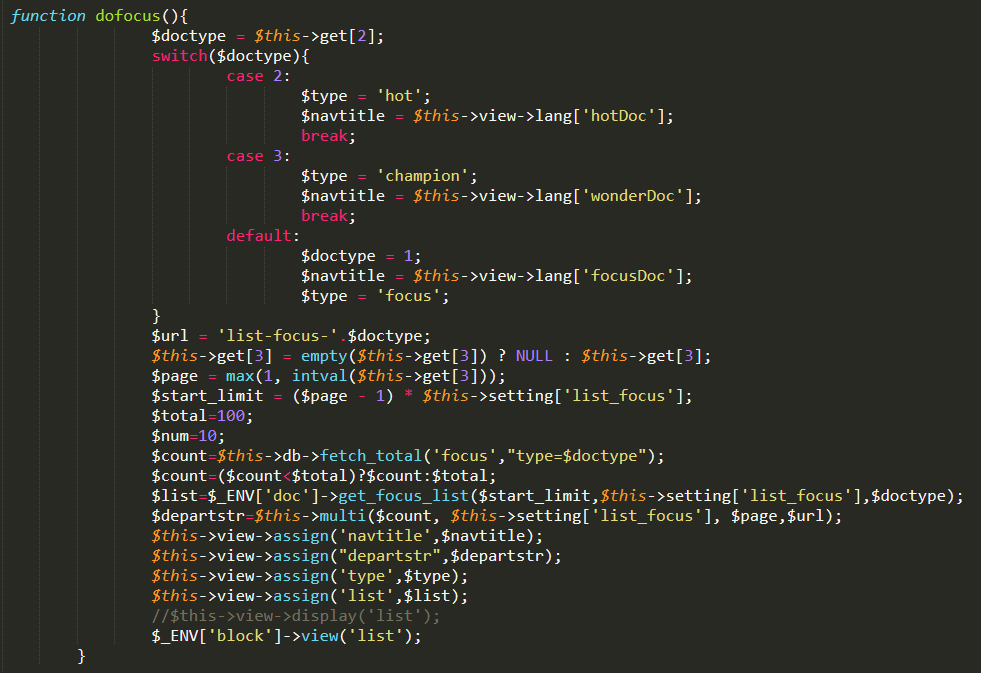 function dofocus(){
$doctype = $this->get[2];
switch($doctype){
case 2:
$type = 'hot';
$navtitle = $this->view->lang['hotDoc'];
break;
case 3:
$type = 'champion';
$navtitle = $this->view->lang['wonderDoc'];
break;
default:
$doctype = 1;
$navtitle = $this->view->lang['focusDoc'];
$type = 'focus';
}
$url = 'list-focus-'.$doctype;
$this->get[3] = empty($this->get[3]) ? NULL : $this->get[3];
$page = max(1, intval($this->get[3]));
$start_limit = ($page - 1) * $this->setting['list_focus'];
$total=100;
$num=10;
$count=$this->db->fetch_total('focus',"type=$doctype");
$count=($count<$total)?$count:$total;
$list=$_ENV['doc']->get_focus_list($start_limit,$this->setting['list_focus'],$doctype);
$departstr=$this->multi($count, $this->setting['list_focus'], $page,$url);
$this->view->assign('navtitle',$navtitle);
$this->view->assign("departstr",$departstr);
$this->view->assign('type',$type);
$this->view->assign('list',$list);
//$this->view->display('list');
$_ENV['block']->view('list');
}